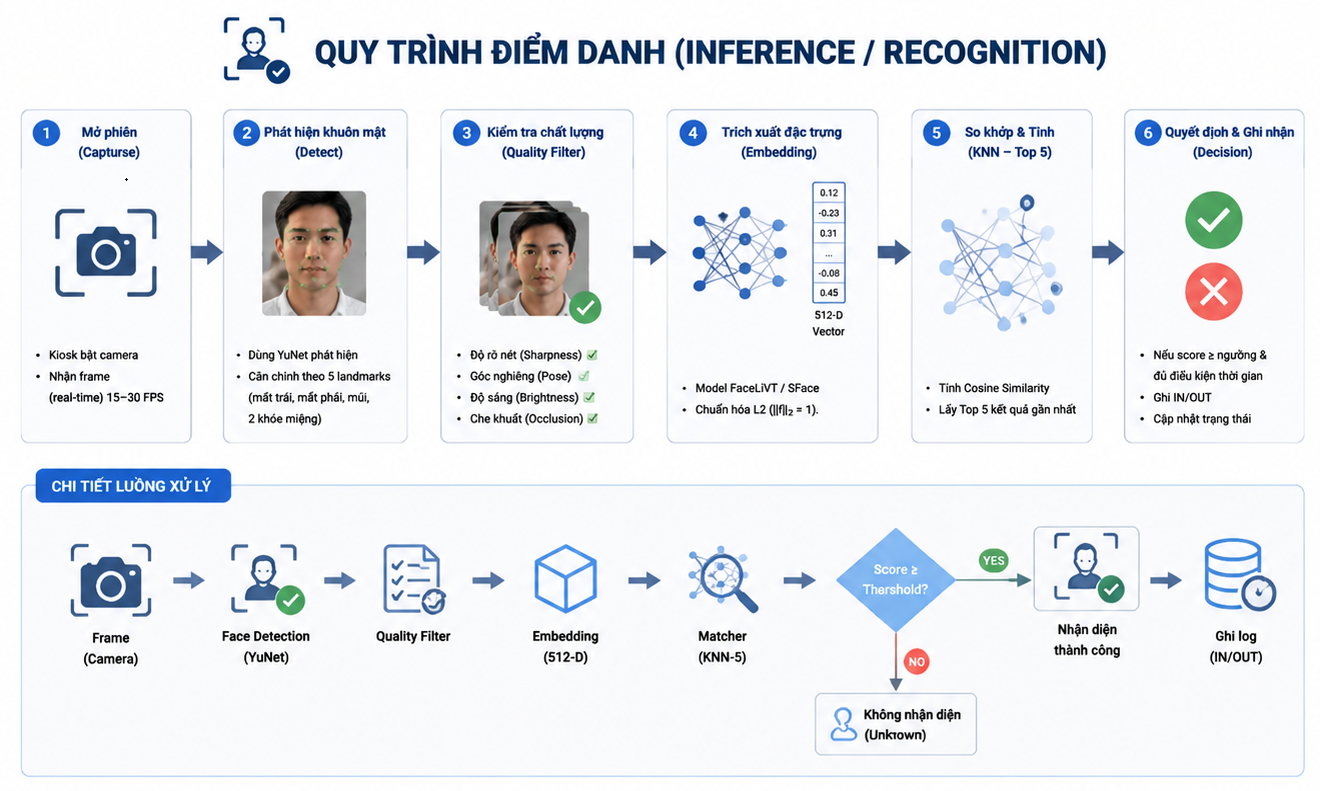 QUY TRÌNH ĐIỂM DANH (INFERENCE / RECOGNITION)
1 Mở phiên
(Capturse)
• Kiosk bật camera
• Nhận frame
(real-time) 15–30 FPS
2 Phát hiện khuôn mật
(Detect)
• Dùng YuNet phát hiện
• Căn chỉnh theo 5 landmarks
(mắt trái, mắt phải, mũi,
2 khóe miệng)
3 Kiểm tra chất lượng
(Quality Filter)
• Độ rõ nét (Sharpness)
• Góc nghiêng (Pose)
• Độ sáng (Brightness)
• Che khuất (Occlusion)
4 Trích xuất đặc trưng
(Embedding)
0.12
-0.23
0.31
...
-0.08
0.45
512-D
Vector
• Model FaceLiVT / SFace
• Chuẩn hóa L2 (||f||₂ = 1).
5 So khớp & Tính
(KNN – Top 5)
• Tính Cosine Similarity
• Lấy Top 5 kết quả gần nhất
6 Quyết định & Ghi nhận
(Decision)
• Nếu score ≥ ngưỡng &
đủ điều kiện thời gian
• Ghi IN/OUT
• Cập nhật trạng thái
CHI TIẾT LUỒNG XỬ LÝ
Frame
(Camera)
Face Detection
(YuNet)
Quality Filter
Embedding
(512-D)
Matcher
(KNN-5)
Score ≥
Thershold?
YES
Nhận diện
thành công
Ghi log
(IN/OUT)
NO
Không nhận diện
(Unktown)